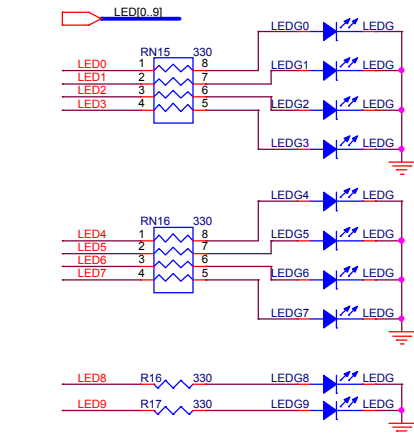 LED[0..9]
LEDG0 LEDG
RN15 330
LED0 1 8 LEDG1 LEDG
LED1 2 7
LED2 3 6
LED3 4 5 LEDG2 LEDG
LEDG3 LEDG
LEDG4 LEDG
RN16 330
LED4 1 8 LEDG5 LEDG
LED5 2 7
LED6 3 6
LED7 4 5 LEDG6 LEDG
LEDG7 LEDG
LED8 R16 330 LEDG8 LEDG
LED9 R17 330 LEDG9 LEDG